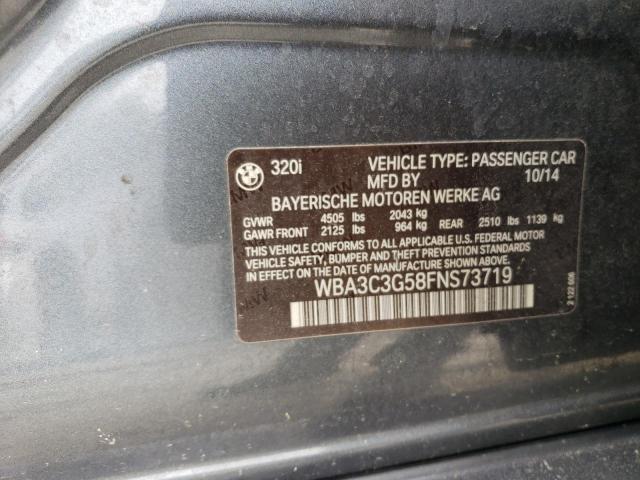 320i VEHICLE TYPE: PASSENGER CAR
MFD BY 10/14
BAYERISCHE MOTOREN WERKE AG
GVWR 4505 lbs 2043 kg
GAWR FRONT 2125 lbs 964 kg REAR 2510 lbs 1139 kg
THIS VEHICLE CONFORMS TO ALL APPLICABLE U.S. FEDERAL MOTOR
VEHICLE SAFETY, BUMPER AND THEFT PREVENTION STANDARDS
IN EFFECT ON THE DATE OF MANUFACTURE SHOWN ABOVE.
WBA3C3G58FNS73719